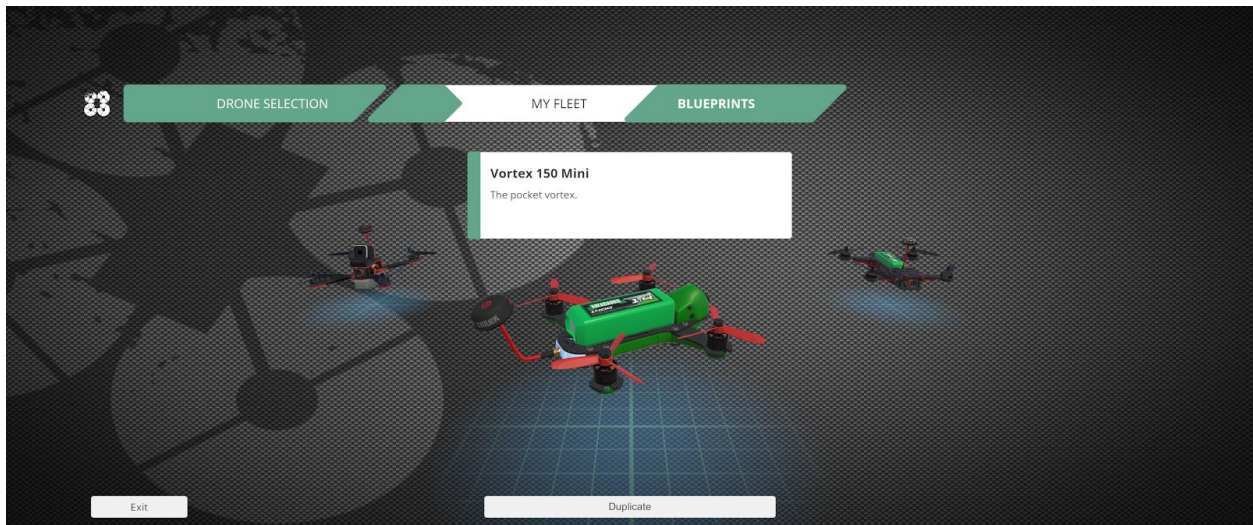 DRONE SELECTION
MY FLEET
BLUEPRINTS
Vortex 150 Mini
The pocket vortex.
Exit
Duplicate